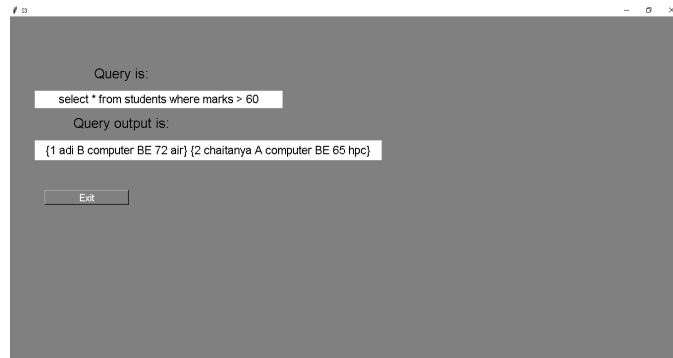 S3
Query is:
select * from students where marks > 60
Query output is:
{1 adi B computer BE 72 air} {2 chaitanya A computer BE 65 hpc}
Exit